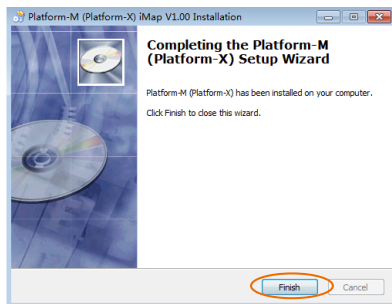 Platform-M (Platform-X) iMap V1.00 Installation
Completing the Platform-M
(Platform-X) Setup Wizard
Platform-M (Platform-X) has been installed on your computer.
Click Finish to close this wizard.
Finish
Cancel